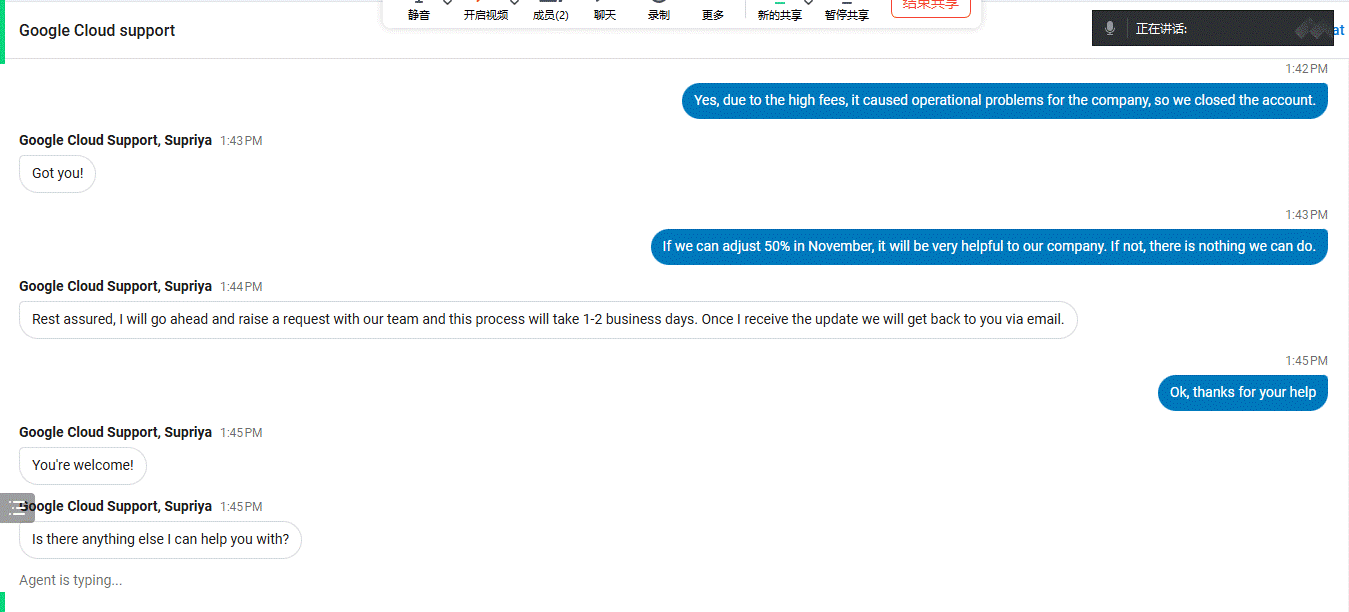 静音 开启视频 成员(2) 聊天 录制 更多 新的共享 暂停共享 结束共享
Google Cloud support
正在讲话:
at
1:42 PM
Yes, due to the high fees, it caused operational problems for the company, so we closed the account.
Google Cloud Support, Supriya 1:43 PM
Got you!
1:43 PM
If we can adjust 50% in November, it will be very helpful to our company. If not, there is nothing we can do.
Google Cloud Support, Supriya 1:44 PM
Rest assured, I will go ahead and raise a request with our team and this process will take 1-2 business days. Once I receive the update we will get back to you via email.
1:45 PM
Ok, thanks for your help
Google Cloud Support, Supriya 1:45 PM
You're welcome!
Google Cloud Support, Supriya 1:45 PM
Is there anything else I can help you with?
Agent is typing...